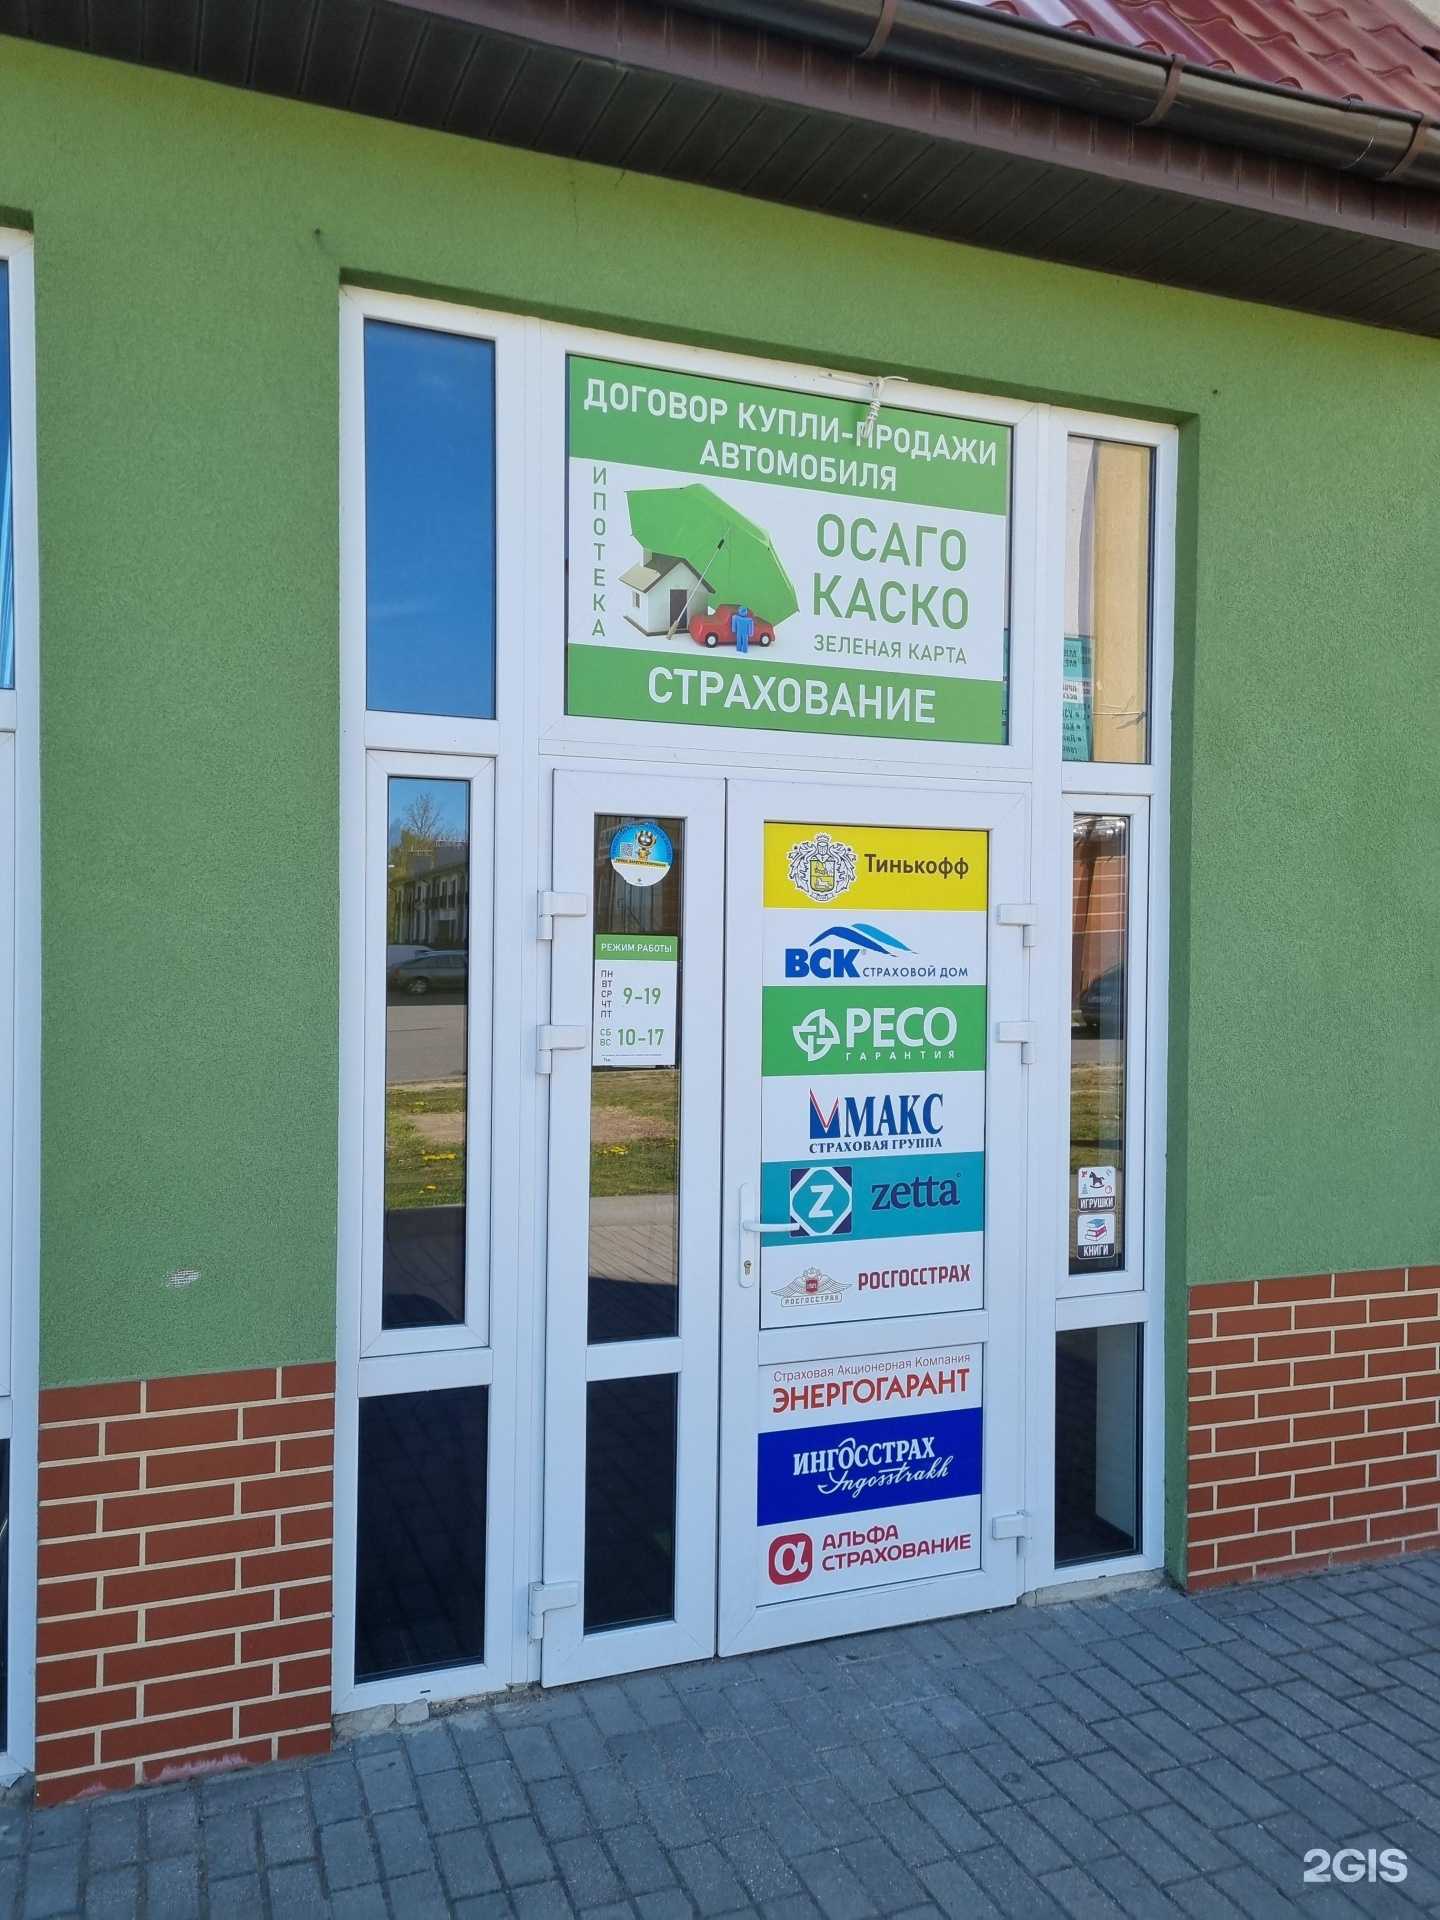 ДОГОВОР КУПЛИ-ПРОДАЖИ
АВТОМОБИЛЯ
ИПОТЕКА
ОСАГО
КАСКО
ЗЕЛЕНАЯ КАРТА
СТРАХОВАНИЕ
РЕЖИМ РАБОТЫ
ПН
ВТ
СР
ЧТ
ПТ
9-19
СБ
ВС
10-17
Тинькофф
ВСК СТРАХОВОЙ ДОМ
РЕСО
ГАРАНТИЯ
МАКС
СТРАХОВАЯ ГРУППА
Z zetta
РОСГОССТРАХ
РОСГОССТРАХ
Страховая Акционерная Компания
ЭНЕРГОГАРАНТ
ИНГОССТРАХ
Ingosstrakh
α АЛЬФА
СТРАХОВАНИЕ
ИГРУШКИ
КНИГИ
2GIS